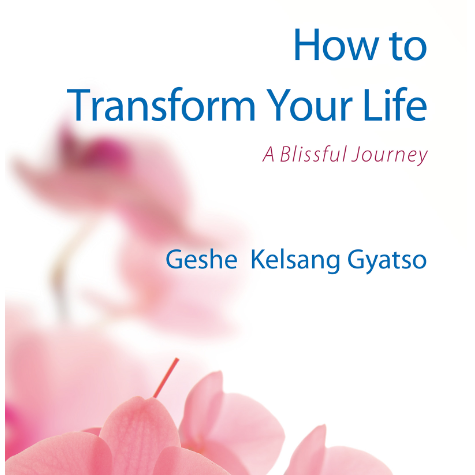 How to
Transform Your Life
A Blissful Journey
Geshe Kelsang Gyatso